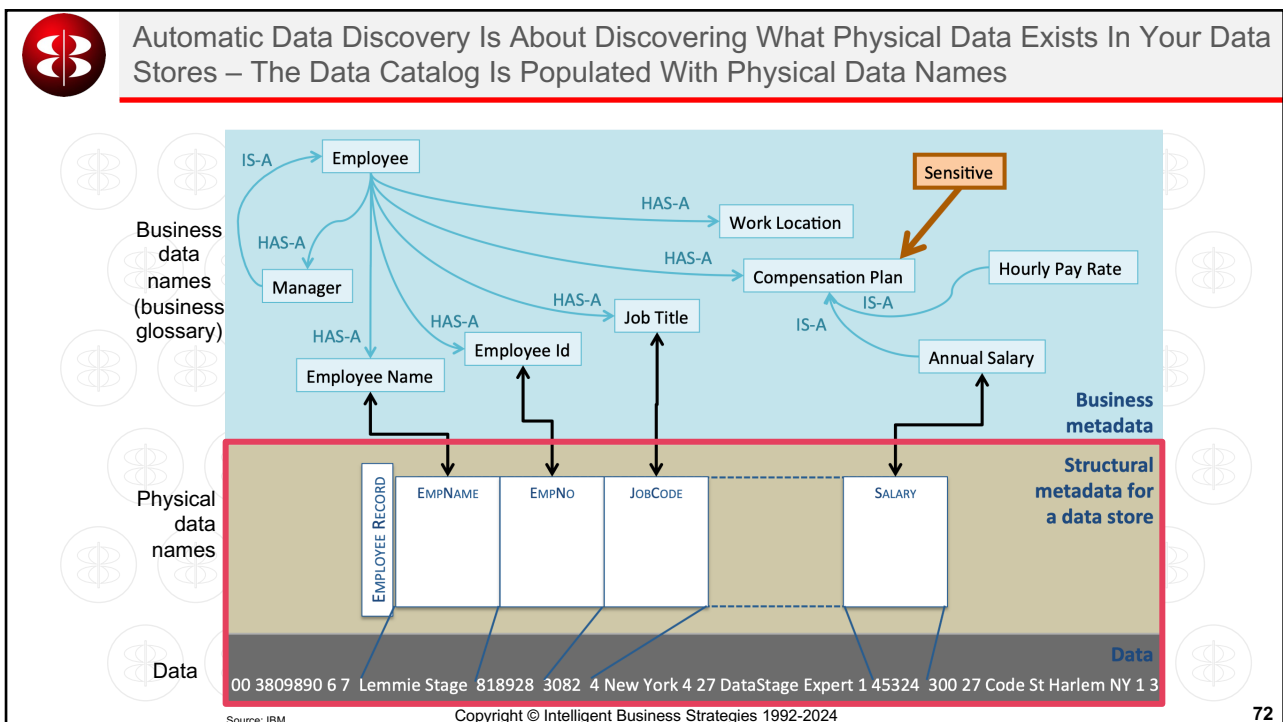 Automatic Data Discovery Is About Discovering What Physical Data Exists In Your Data
Stores – The Data Catalog Is Populated With Physical Data Names
Business
data
names
(business
glossary)
IS-A
Employee
Sensitive
HAS-A
Work Location
HAS-A
HAS-A
Compensation Plan
Hourly Pay Rate
Manager
HAS-A
IS-A
Job Title
IS-A
HAS-A
HAS-A
Employee Id
Annual Salary
Employee Name
Business
metadata
Physical
data
names
EMPLOYEE RECORD
EMPNAME
EMPNO
JOBCODE
SALARY
Structural
metadata for
a data store
Data
Data
00 3809890 6 7 Lemmie Stage 818928 3082 4 New York 4 27 DataStage Expert 1 45324 300 27 Code St Harlem NY 1 3
Source: IBM
Copyright © Intelligent Business Strategies 1992-2024
72